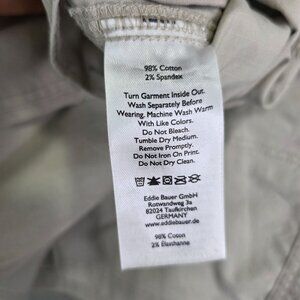 98% Cotton
2% Spandex
Turn Garment Inside Out.
Wash Separately Before
Wearing, Machine Wash Warm
With Like Colors.
Do Not Bleach.
Tumble Dry Medium.
Remove Promptly.
Do Not Iron On Print.
Do Not Dry Clean.
Eddie Bauer GmbH
Rotwandweg 3a
82024 Taufkirchen
GERMANY
www.eddiebauer.de
98% Coton
2% Élasthanne